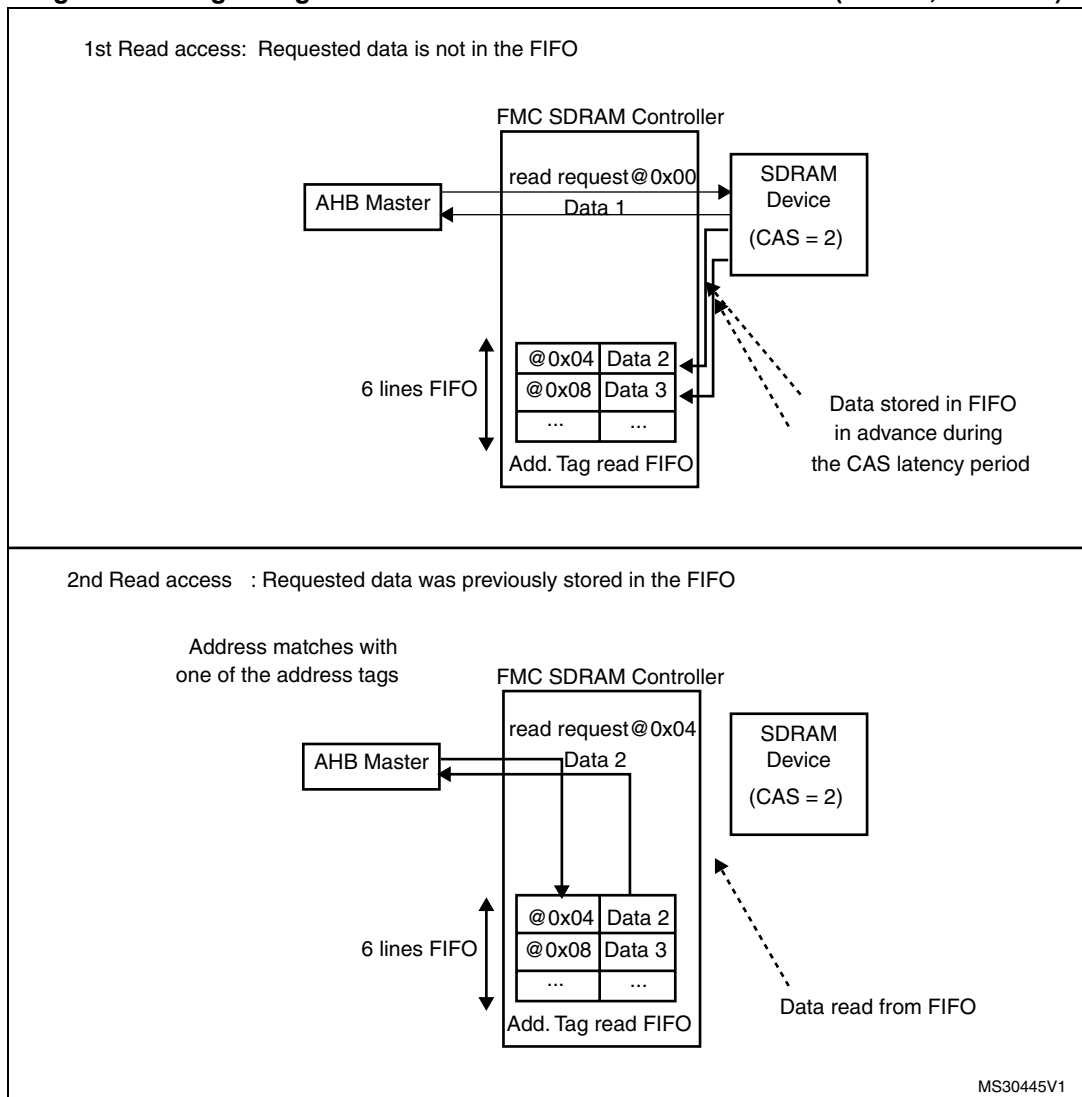 1st Read access: Requested data is not in the FIFO
FMC SDRAM Controller
read request@0x00
Data 1
AHB Master
SDRAM
Device
(CAS = 2)
6 lines FIFO
@0x04 Data 2
@0x08 Data 3
... ...
Add. Tag read FIFO
Data stored in FIFO
in advance during
the CAS latency period
2nd Read access : Requested data was previously stored in the FIFO
Address matches with
one of the address tags
FMC SDRAM Controller
read request@0x04
Data 2
AHB Master
SDRAM
Device
(CAS = 2)
6 lines FIFO
@0x04 Data 2
@0x08 Data 3
... ...
Add. Tag read FIFO
Data read from FIFO
MS30445V1